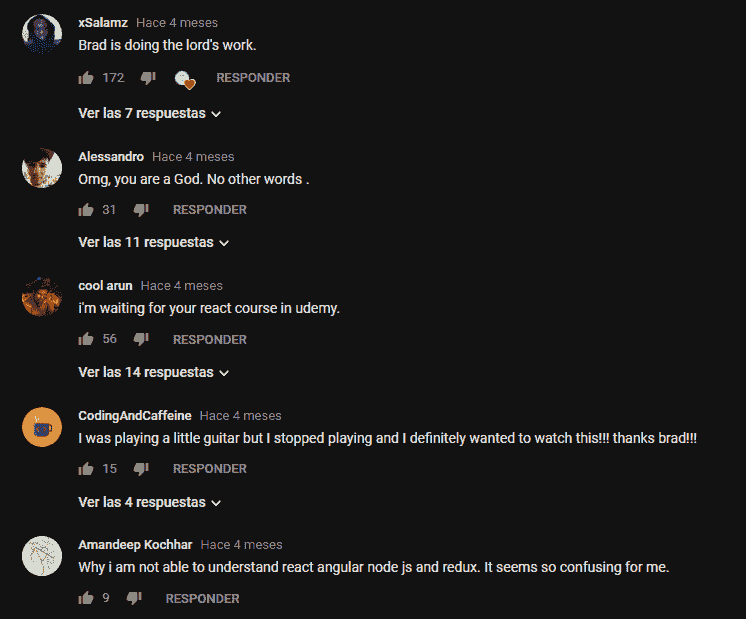 xSalamz Hace 4 meses
Brad is doing the lord's work.
172 RESPONDER
Ver las 7 respuestas
Alessandro Hace 4 meses
Omg, you are a God. No other words .
31 RESPONDER
Ver las 11 respuestas
cool arun Hace 4 meses
i'm waiting for your react course in udemy.
56 RESPONDER
Ver las 14 respuestas
CodingAndCaffeine Hace 4 meses
I was playing a little guitar but I stopped playing and I definitely wanted to watch this!!! thanks brad!!!
15 RESPONDER
Ver las 4 respuestas
Amandeep Kochhar Hace 4 meses
Why i am not able to understand react angular node js and redux. It seems so confusing for me.
9 RESPONDER